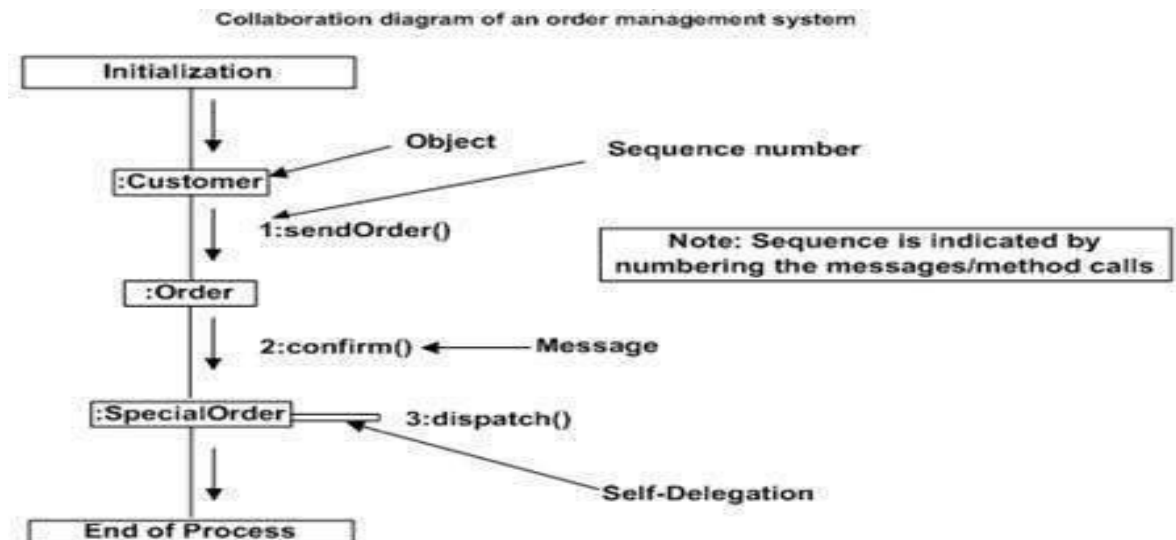 Collaboration diagram of an order management system
Initialization
Object
Sequence number
:Customer
1:sendOrder()
Note: Sequence is indicated by
numbering the messages/method calls
:Order
2:confirm()
Message
:SpecialOrder
3:dispatch()
Self-Delegation
End of Process